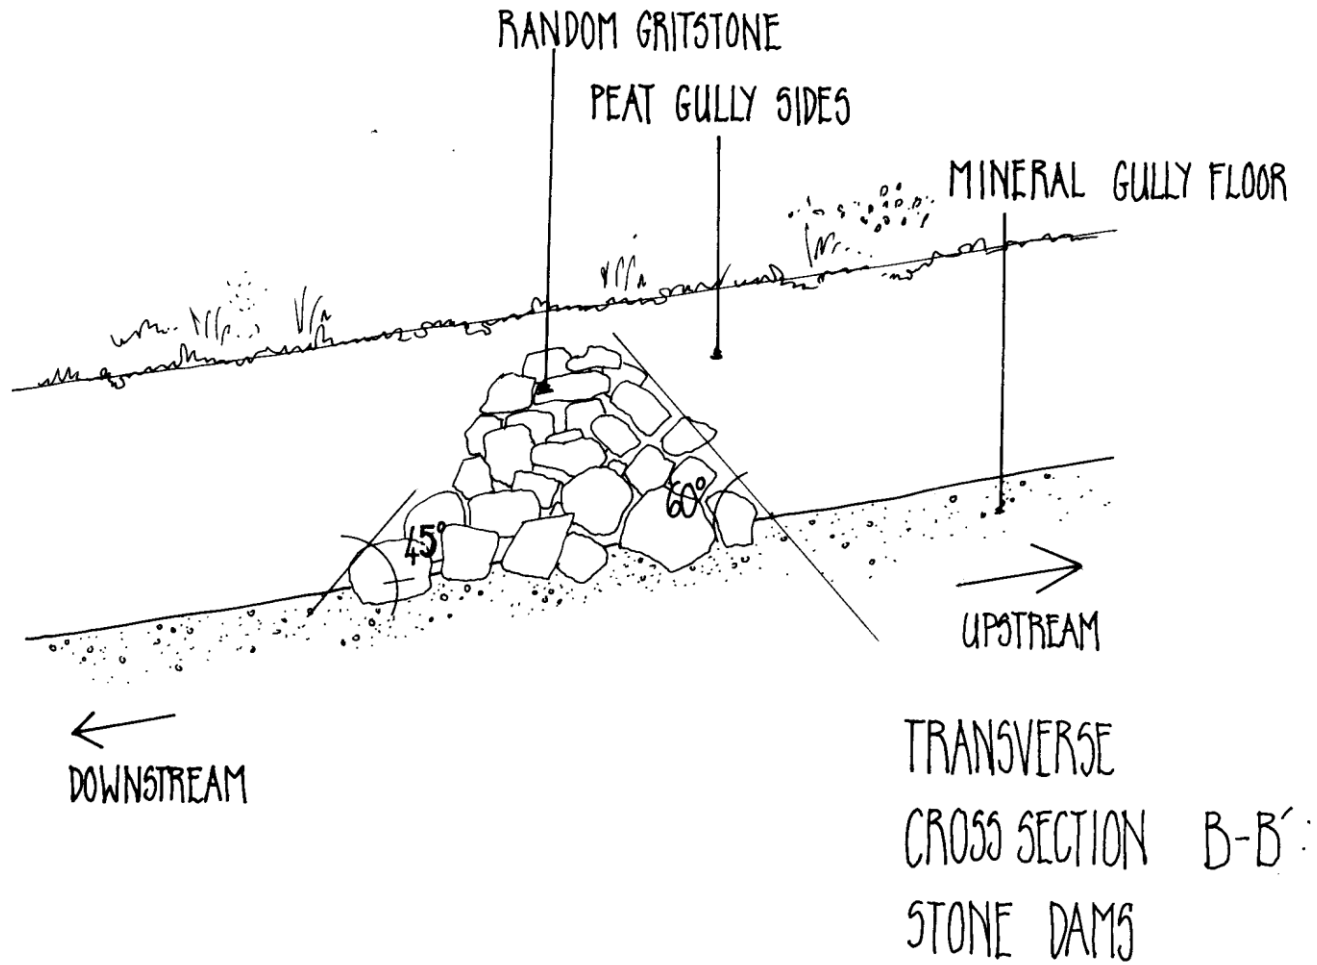 RANDOM GRITSTONE
PEAT GULLY SIDES
MINERAL GULLY FLOOR
60°
45°
UPSTREAM
DOWNSTREAM
TRANSVERSE
CROSS SECTION B-B′:
STONE DAMS